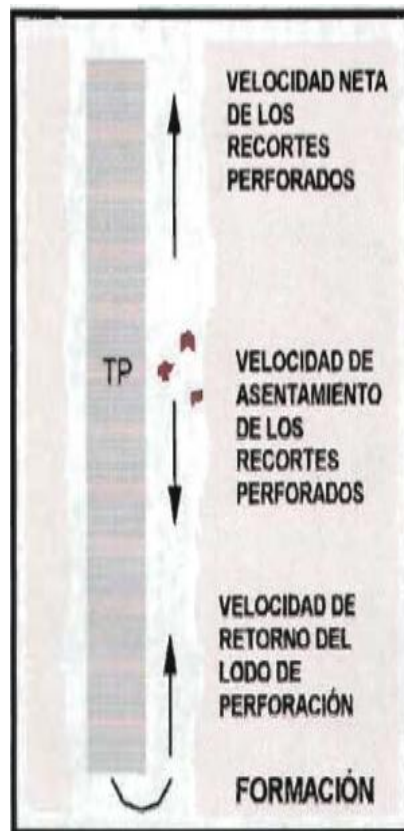 VELOCIDAD NETA
DE LOS
RECORTES
PERFORADOS
TP
VELOCIDAD DE
ASENTAMIENTO
DE LOS
RECORTES
PERFORADOS
VELOCIDAD DE
RETORNO DEL
LODO DE
PERFORACIÓN
FORMACIÓN